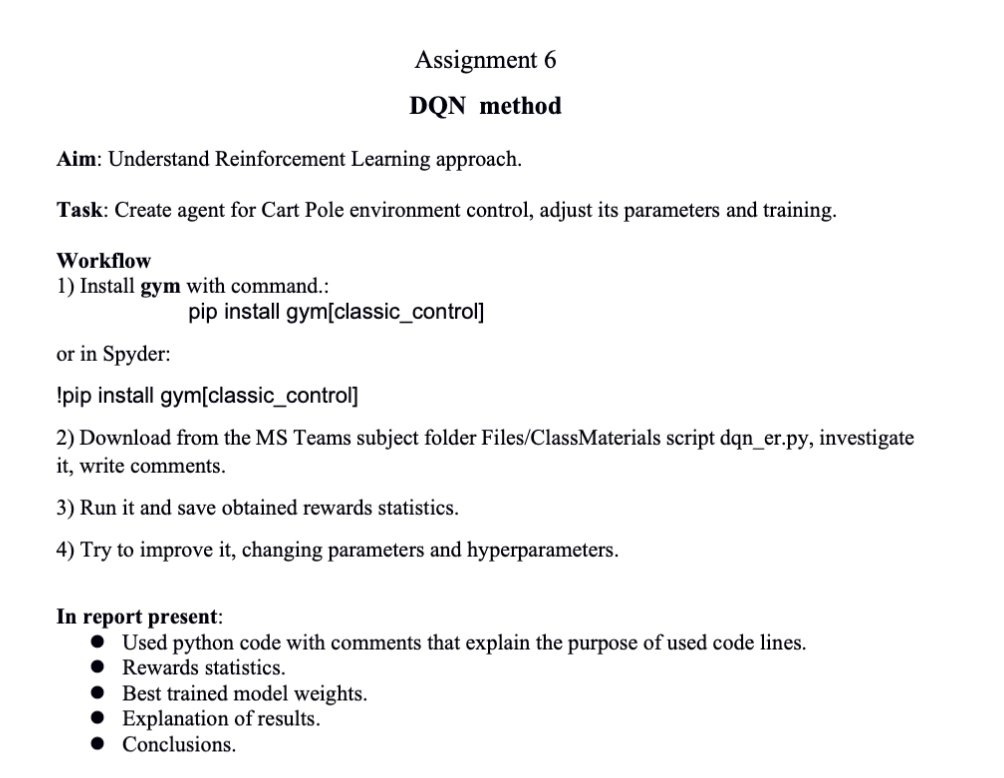 Assignment 6
DQN method
Aim: Understand Reinforcement Learning approach.
Task: Create agent for Cart Pole environment control, adjust its parameters and training.
Workflow
1) Install gym with command.:
pip install gym[classic_control]
or in Spyder:
!pip install gym[classic_control]
2) Download from the MS Teams subject folder Files/ClassMaterials script dqn_er.py, investigate
it, write comments.
3) Run it and save obtained rewards statistics.
4) Try to improve it, changing parameters and hyperparameters.
In report present:
● Used python code with comments that explain the purpose of used code lines.
● Rewards statistics.
● Best trained model weights.
● Explanation of results.
● Conclusions.